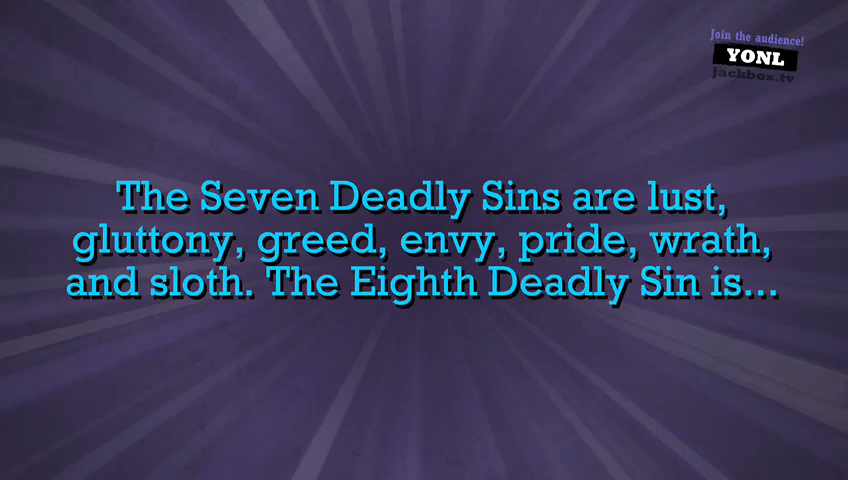 Join the audience!
YONL
jackbox.tv
The Seven Deadly Sins are lust,
gluttony, greed, envy, pride, wrath,
and sloth. The Eighth Deadly Sin is...